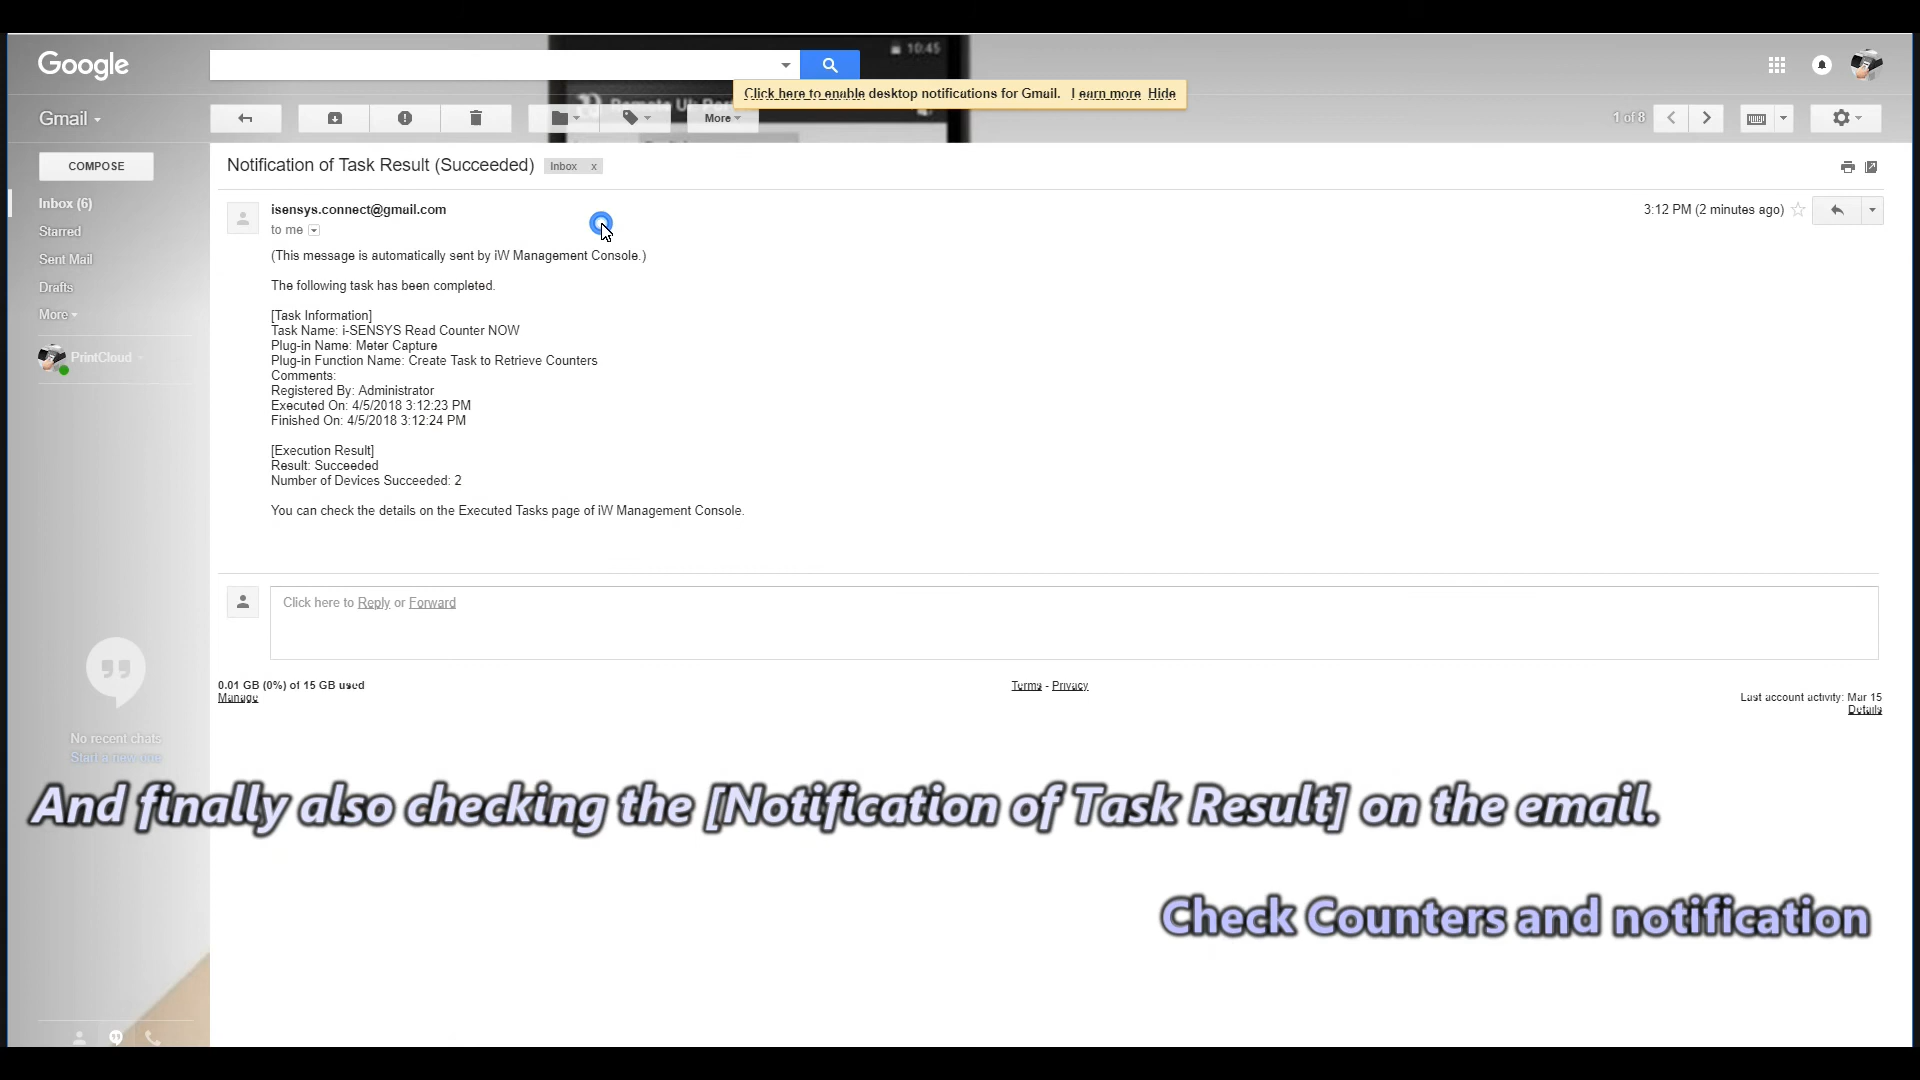 10:45
Google
Click here to enable desktop notifications for Gmail. Learn more Hide
Gmail
More
1 of 8
COMPOSE
Notification of Task Result (Succeeded) Inbox x
Inbox (6)
Starred
Sent Mail
Drafts
More
PrintCloud
isensys.connect@gmail.com
3:12 PM (2 minutes ago)
to me
(This message is automatically sent by iW Management Console.)
The following task has been completed.
[Task Information]
Task Name: i-SENSYS Read Counter NOW
Plug-in Name: Meter Capture
Plug-in Function Name: Create Task to Retrieve Counters
Comments:
Registered By: Administrator
Executed On: 4/5/2018 3:12:23 PM
Finished On: 4/5/2018 3:12:24 PM
[Execution Result]
Result: Succeeded
Number of Devices Succeeded: 2
You can check the details on the Executed Tasks page of iW Management Console.
Click here to Reply or Forward
0.01 GB (0%) of 15 GB used
Manage
Terms - Privacy
Last account activity: Mar 15
Details
No recent chats
Start a new one
And finally also checking the [Notification of Task Result] on the email.
Check Counters and notification